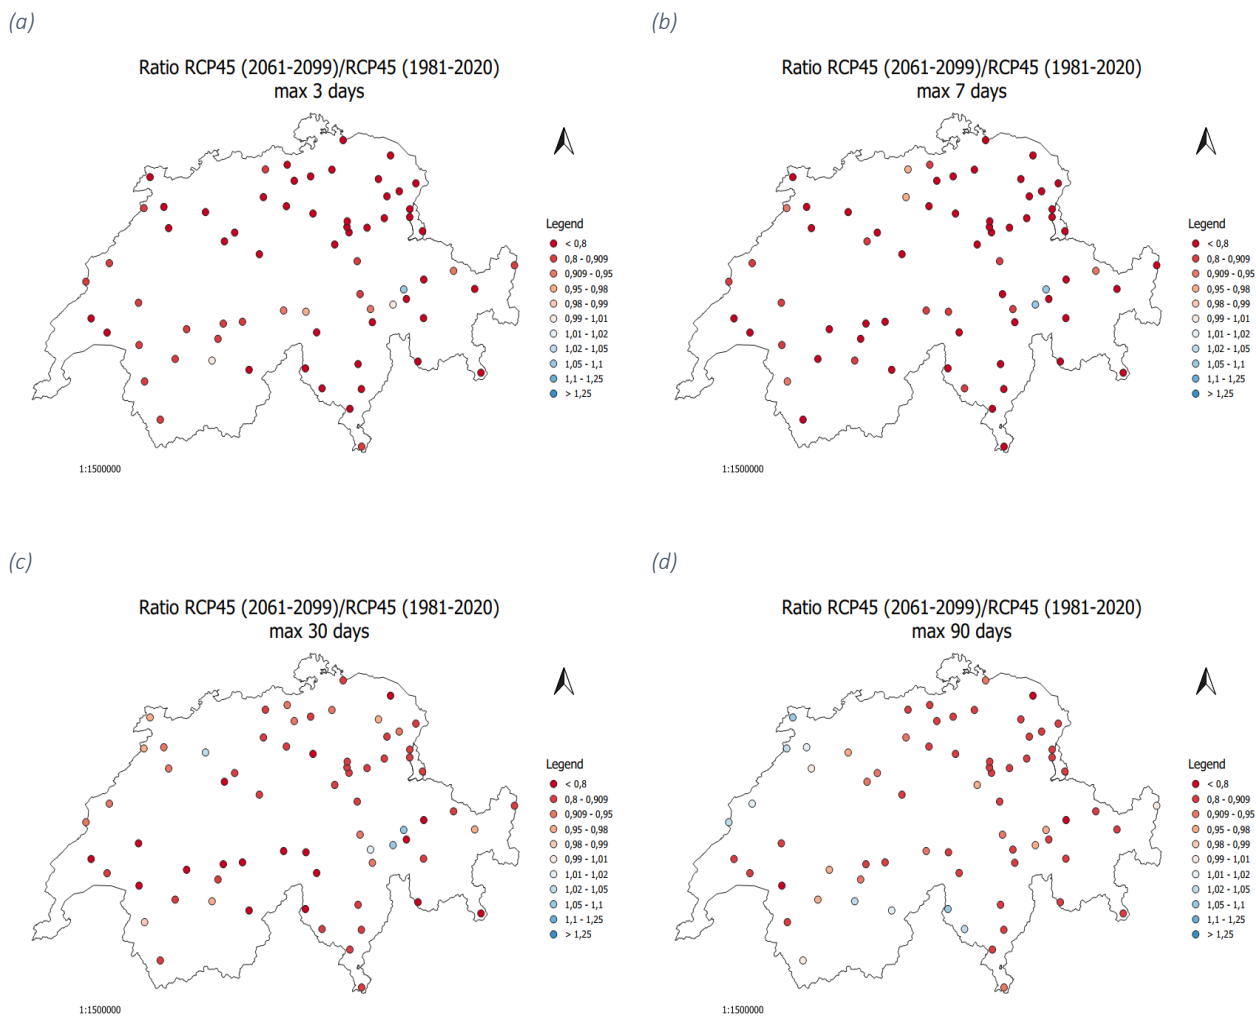 (a)
Ratio RCP45 (2061-2099)/RCP45 (1981-2020)
max 3 days
Legend
< 0,8
0,8 - 0,909
0,909 - 0,95
0,95 - 0,98
0,98 - 0,99
0,99 - 1,01
1,01 - 1,02
1,02 - 1,05
1,05 - 1,1
1,1 - 1,25
> 1,25
1:1500000
(b)
Ratio RCP45 (2061-2099)/RCP45 (1981-2020)
max 7 days
Legend
< 0,8
0,8 - 0,909
0,909 - 0,95
0,95 - 0,98
0,98 - 0,99
0,99 - 1,01
1,01 - 1,02
1,02 - 1,05
1,05 - 1,1
1,1 - 1,25
> 1,25
1:1500000
(c)
Ratio RCP45 (2061-2099)/RCP45 (1981-2020)
max 30 days
Legend
< 0,8
0,8 - 0,909
0,909 - 0,95
0,95 - 0,98
0,98 - 0,99
0,99 - 1,01
1,01 - 1,02
1,02 - 1,05
1,05 - 1,1
1,1 - 1,25
> 1,25
1:1500000
(d)
Ratio RCP45 (2061-2099)/RCP45 (1981-2020)
max 90 days
Legend
< 0,8
0,8 - 0,909
0,909 - 0,95
0,95 - 0,98
0,98 - 0,99
0,99 - 1,01
1,01 - 1,02
1,02 - 1,05
1,05 - 1,1
1,1 - 1,25
> 1,25
1:1500000